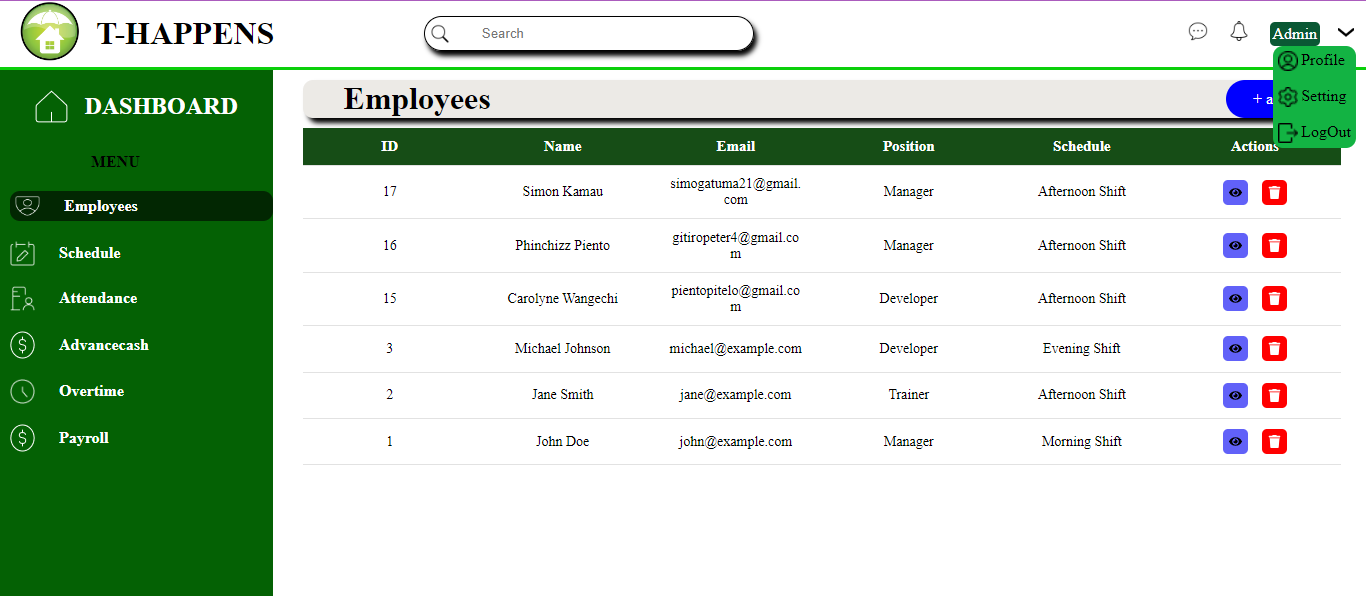 T-HAPPENS
Search
Admin
Profile
Setting
LogOut
DASHBOARD
MENU
Employees
Schedule
Attendance
Advancecash
Overtime
Payroll
Employees
+ a
ID Name Email Position Schedule Actions
17 Simon Kamau simogatuma21@gmail. Manager Afternoon Shift
com
16 Phinchizz Piento gitiropeter4@gmail.co Manager Afternoon Shift
m
15 Carolyne Wangechi pientopitelo@gmail.co Developer Afternoon Shift
m
3 Michael Johnson michael@example.com Developer Evening Shift
2 Jane Smith jane@example.com Trainer Afternoon Shift
1 John Doe john@example.com Manager Morning Shift